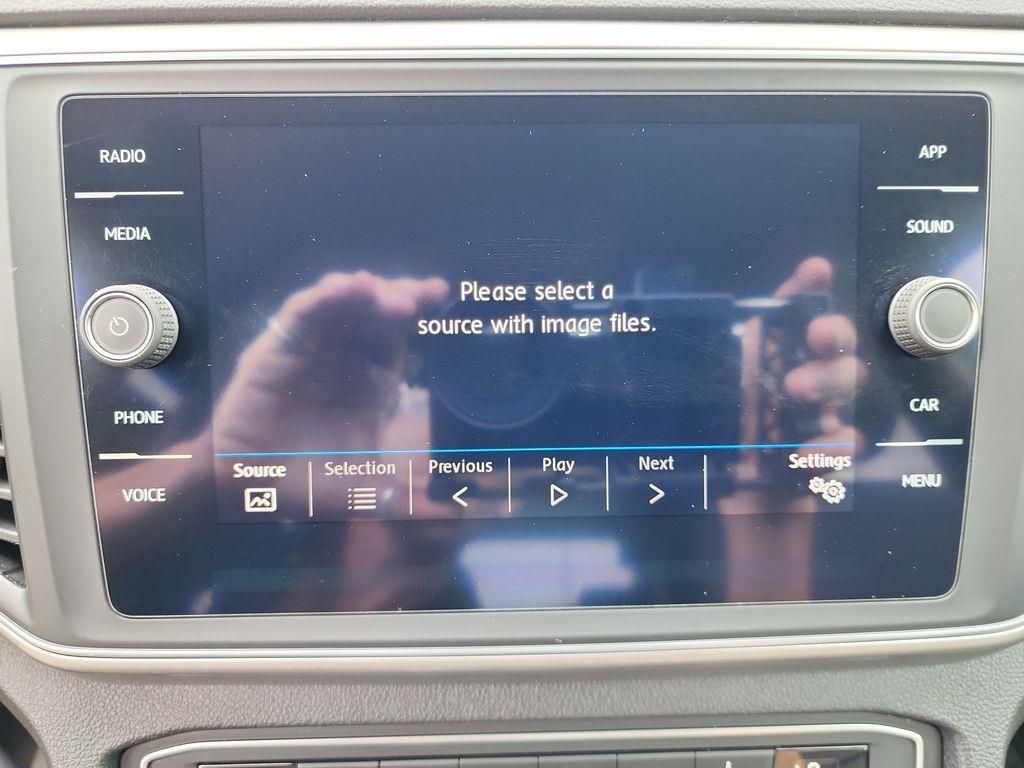 RADIO
MEDIA
PHONE
VOICE
Please select a
source with image files.
Source
Selection
Previous
Play
Next
Settings
APP
SOUND
CAR
MENU